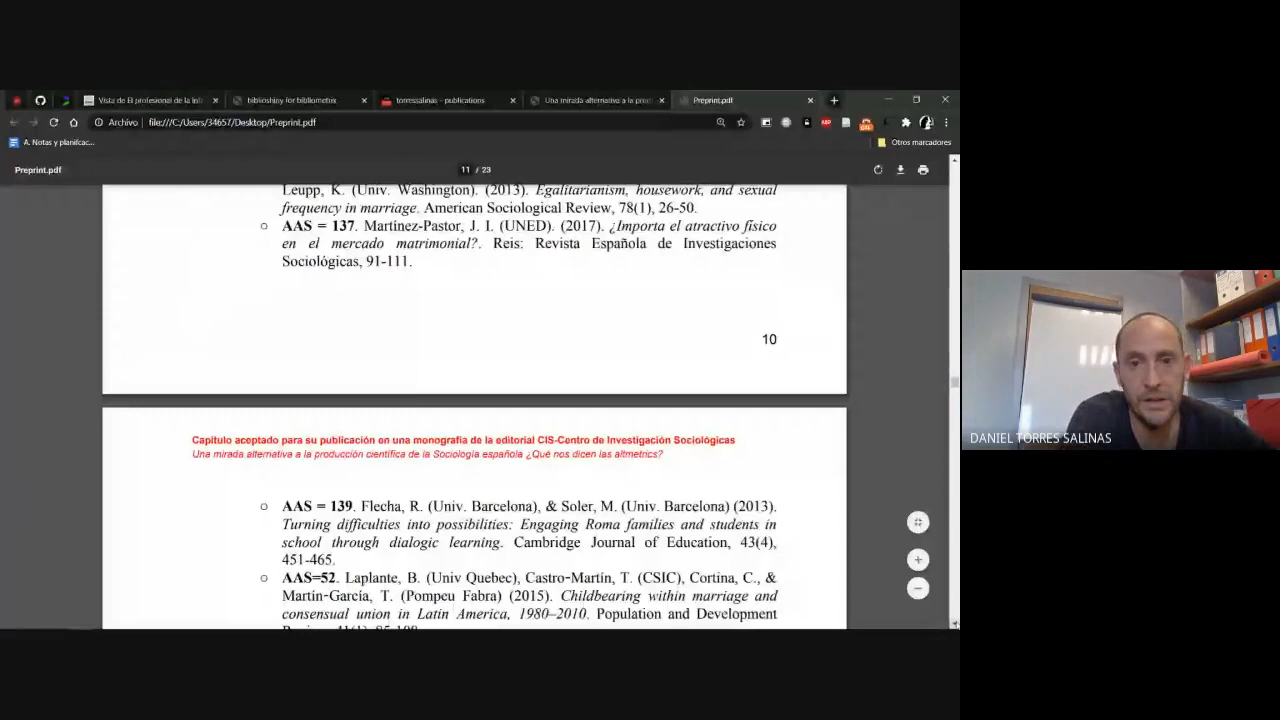 Vista de El profesional de la inf
biblioshiny for bibliometrix
torressalinas - publications
Una mirada alternativa a la prod
Preprint.pdf
Archivo
file:///C:/Users/34657/Desktop/Preprint.pdf
A. Notas y planifcac...
Otros marcadores
Preprint.pdf
11 / 23
Leupp, K. (Univ. Washington). (2013). Egalitarianism, housework, and sexual
frequency in marriage. American Sociological Review, 78(1), 26-50.
AAS = 137. Martínez-Pastor, J. I. (UNED). (2017). ¿Importa el atractivo físico
en el mercado matrimonial?. Reis: Revista Española de Investigaciones
Sociológicas, 91-111.
10
Capítulo aceptado para su publicación en una monografía de la editorial CIS-Centro de Investigación Sociológicas
Una mirada alternativa a la producción científica de la Sociología española ¿Qué nos dicen las altmetrics?
AAS = 139. Flecha, R. (Univ. Barcelona), & Soler, M. (Univ. Barcelona) (2013).
Turning difficulties into possibilities: Engaging Roma families and students in
school through dialogic learning. Cambridge Journal of Education, 43(4),
451-465.
AAS=52. Laplante, B. (Univ Quebec), Castro-Martín, T. (CSIC), Cortina, C., &
Martín-García, T. (Pompeu Fabra) (2015). Childbearing within marriage and
consensual union in Latin America, 1980–2010. Population and Development
DANIEL TORRES SALINAS